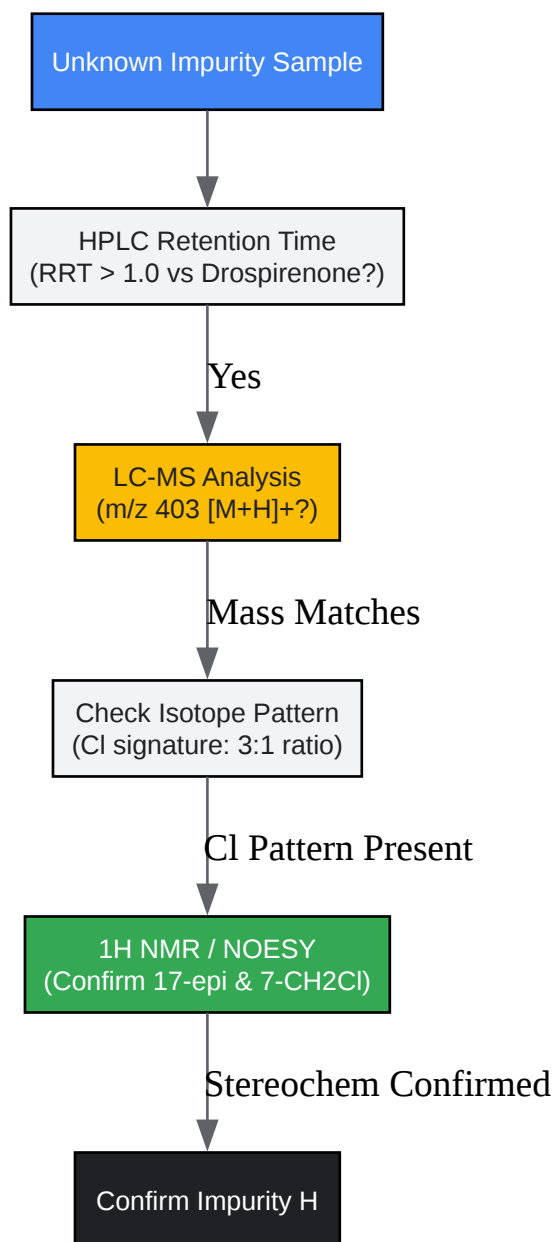 Unknown Impurity Sample
HPLC Retention Time
(RRT > 1.0 vs Drospirenone?)
Yes
LC-MS Analysis
(m/z 403 [M+H]+?)
Mass Matches
Check Isotope Pattern
(Cl signature: 3:1 ratio)
Cl Pattern Present
1H NMR / NOESY
(Confirm 17-epi & 7-CH2Cl)
Stereochem Confirmed
Confirm Impurity H